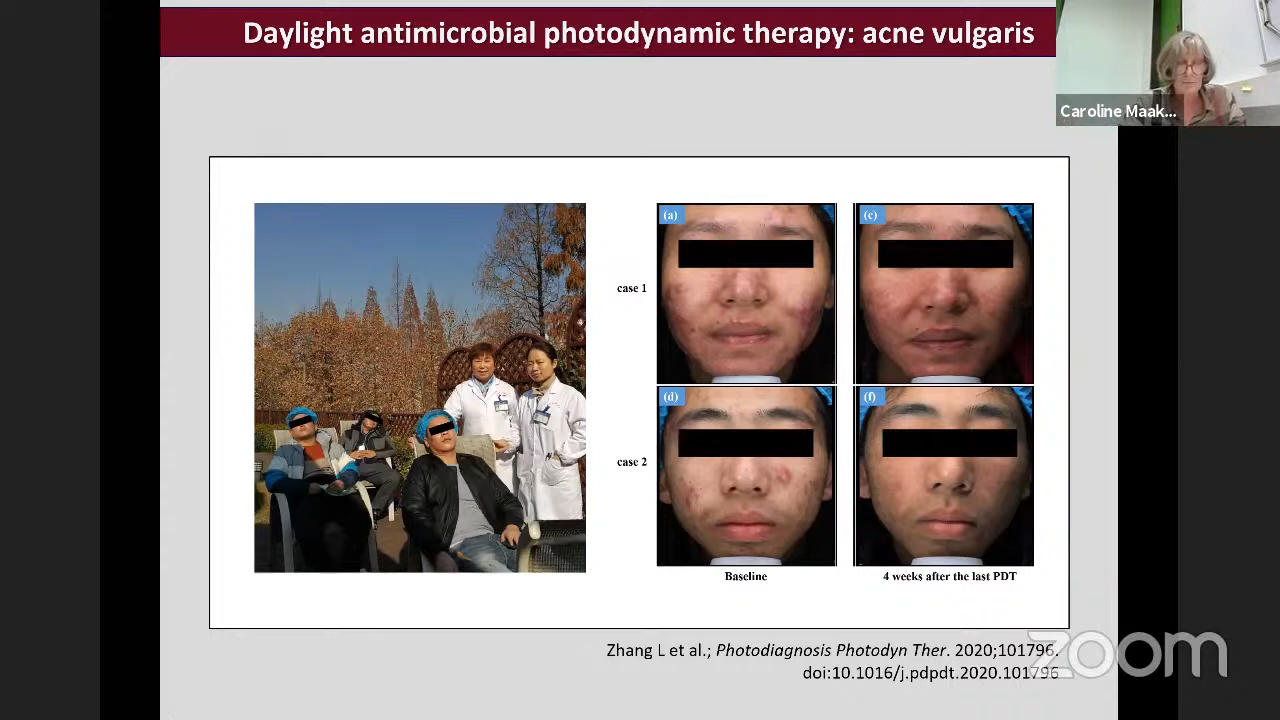 Daylight antimicrobial photodynamic therapy: acne vulgaris
Caroline Maak...
(a)
(c)
case 1
(d)
(f)
case 2
Baseline
4 weeks after the last PDT
Zhang L et al.; Photodiagnosis Photodyn Ther. 2020;101796.
doi:10.1016/j.pdpdt.2020.101796
zoom